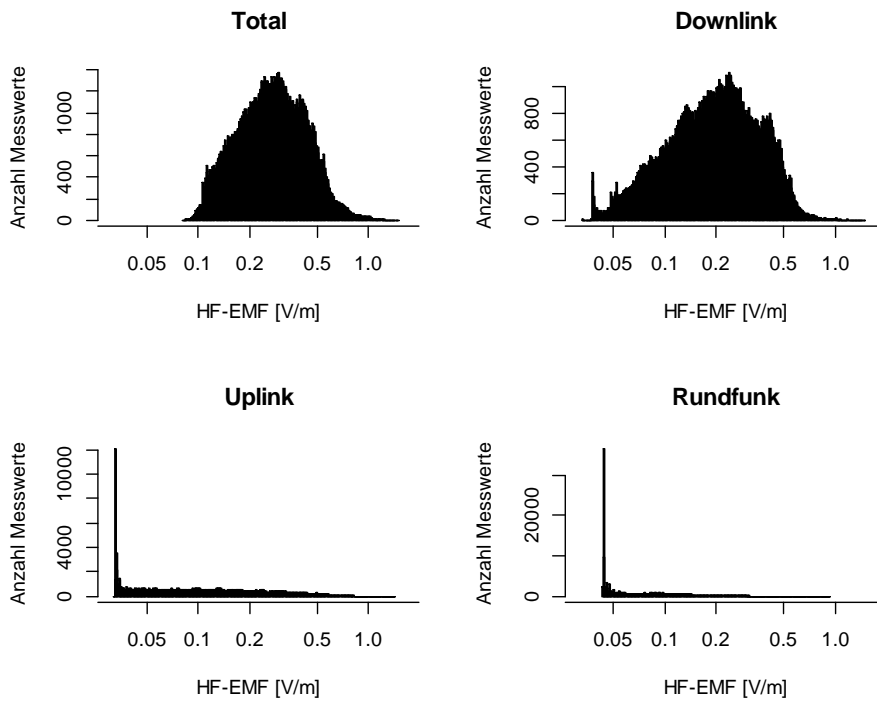 Total
Anzahl Messwerte
0 400 1000
0.05 0.1 0.2 0.5 1.0
HF-EMF [V/m]
Downlink
Anzahl Messwerte
0 400 800
0.05 0.1 0.2 0.5 1.0
HF-EMF [V/m]
Uplink
Anzahl Messwerte
0 4000 10000
0.05 0.1 0.2 0.5 1.0
HF-EMF [V/m]
Rundfunk
Anzahl Messwerte
0 20000
0.05 0.1 0.2 0.5 1.0
HF-EMF [V/m]